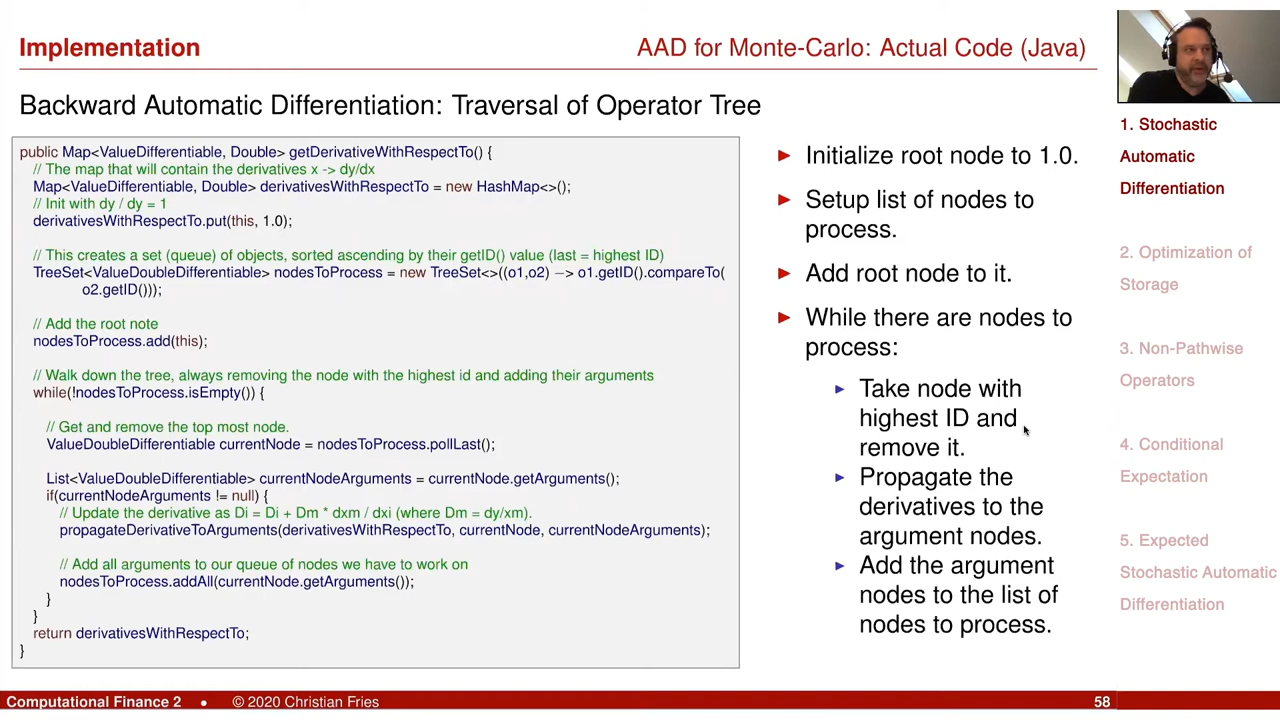 Implementation
AAD for Monte-Carlo: Actual Code (Java)
Backward Automatic Differentiation: Traversal of Operator Tree
public Map<ValueDifferentiable, Double> getDerivativeWithRespectTo() {
// The map that will contain the derivatives x -> dy/dx
Map<ValueDifferentiable, Double> derivativesWithRespectTo = new HashMap<>();
// Init with dy / dy = 1
derivativesWithRespectTo.put(this, 1.0);
// This creates a set (queue) of objects, sorted ascending by their getID() value (last = highest ID)
TreeSet<ValueDoubleDifferentiable> nodesToProcess = new TreeSet<>((o1,o2) −> o1.getID().compareTo(
o2.getID()));
// Add the root note
nodesToProcess.add(this);
// Walk down the tree, always removing the node with the highest id and adding their arguments
while(!nodesToProcess.isEmpty()) {
// Get and remove the top most node.
ValueDoubleDifferentiable currentNode = nodesToProcess.pollLast();
List<ValueDoubleDifferentiable> currentNodeArguments = currentNode.getArguments();
if(currentNodeArguments != null) {
// Update the derivative as Di = Di + Dm * dxm / dxi (where Dm = dy/xm).
propagateDerivativeToArguments(derivativesWithRespectTo, currentNode, currentNodeArguments);
// Add all arguments to our queue of nodes we have to work on
nodesToProcess.addAll(currentNode.getArguments());
}
}
return derivativesWithRespectTo;
}
Initialize root node to 1.0.
Setup list of nodes to
process.
Add root node to it.
While there are nodes to
process:
Take node with
highest ID and
remove it.
Propagate the
derivatives to the
argument nodes.
Add the argument
nodes to the list of
nodes to process.
1. Stochastic
Automatic
Differentiation
2. Optimization of
Storage
3. Non-Pathwise
Operators
4. Conditional
Expectation
5. Expected
Stochastic Automatic
Differentiation
Computational Finance 2 • © 2020 Christian Fries
58